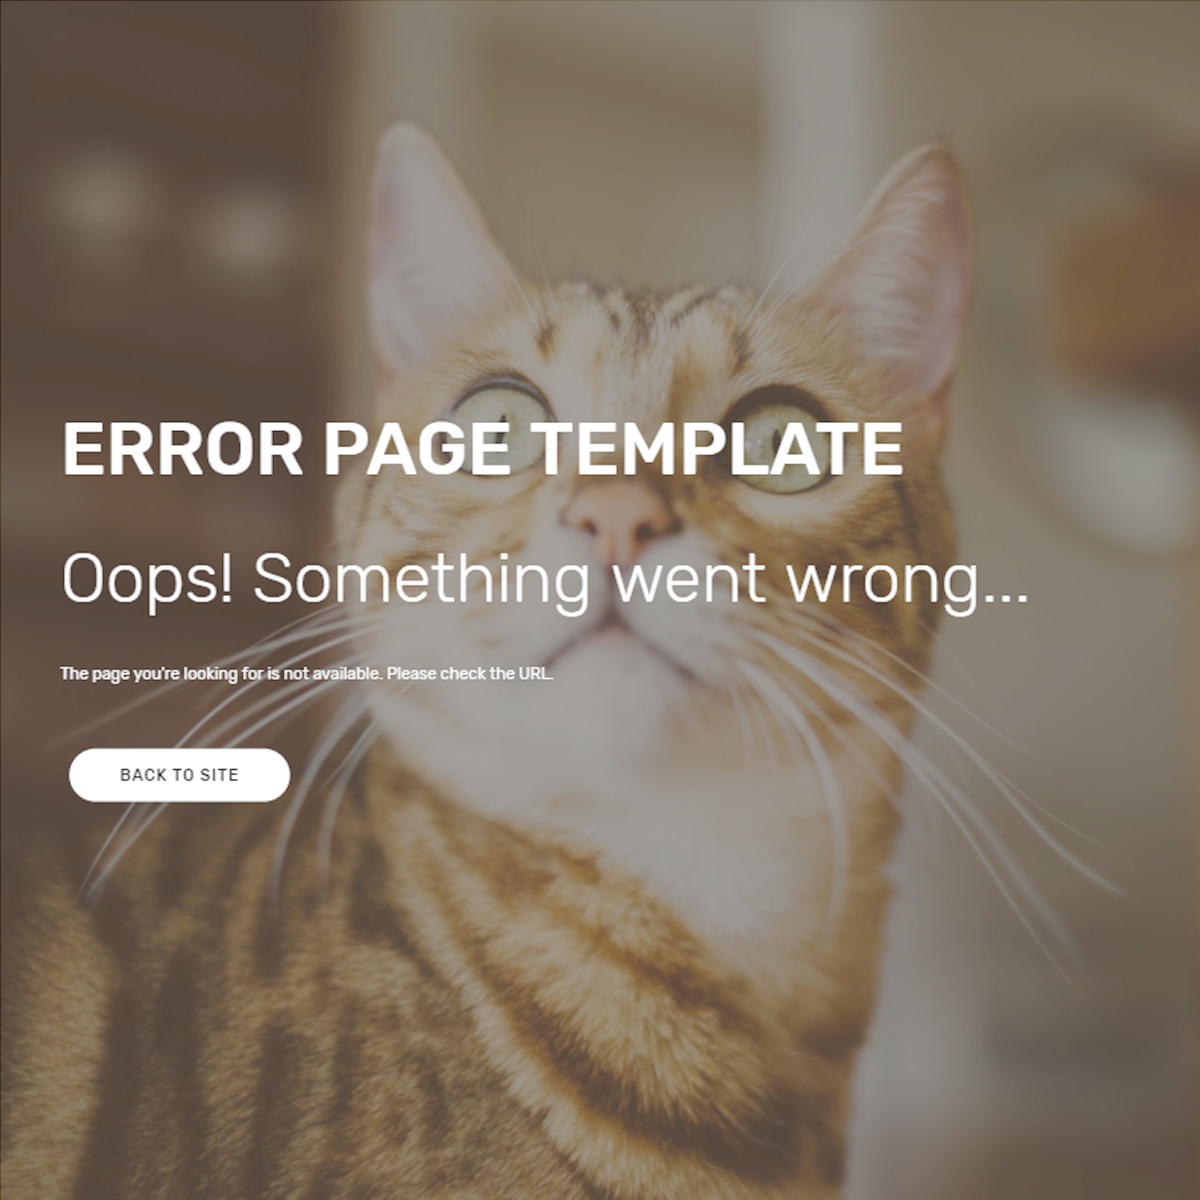 ERROR PAGE TEMPLATE
Oops! Something went wrong...
The page you're looking for is not available. Please check the URL.
BACK TO SITE